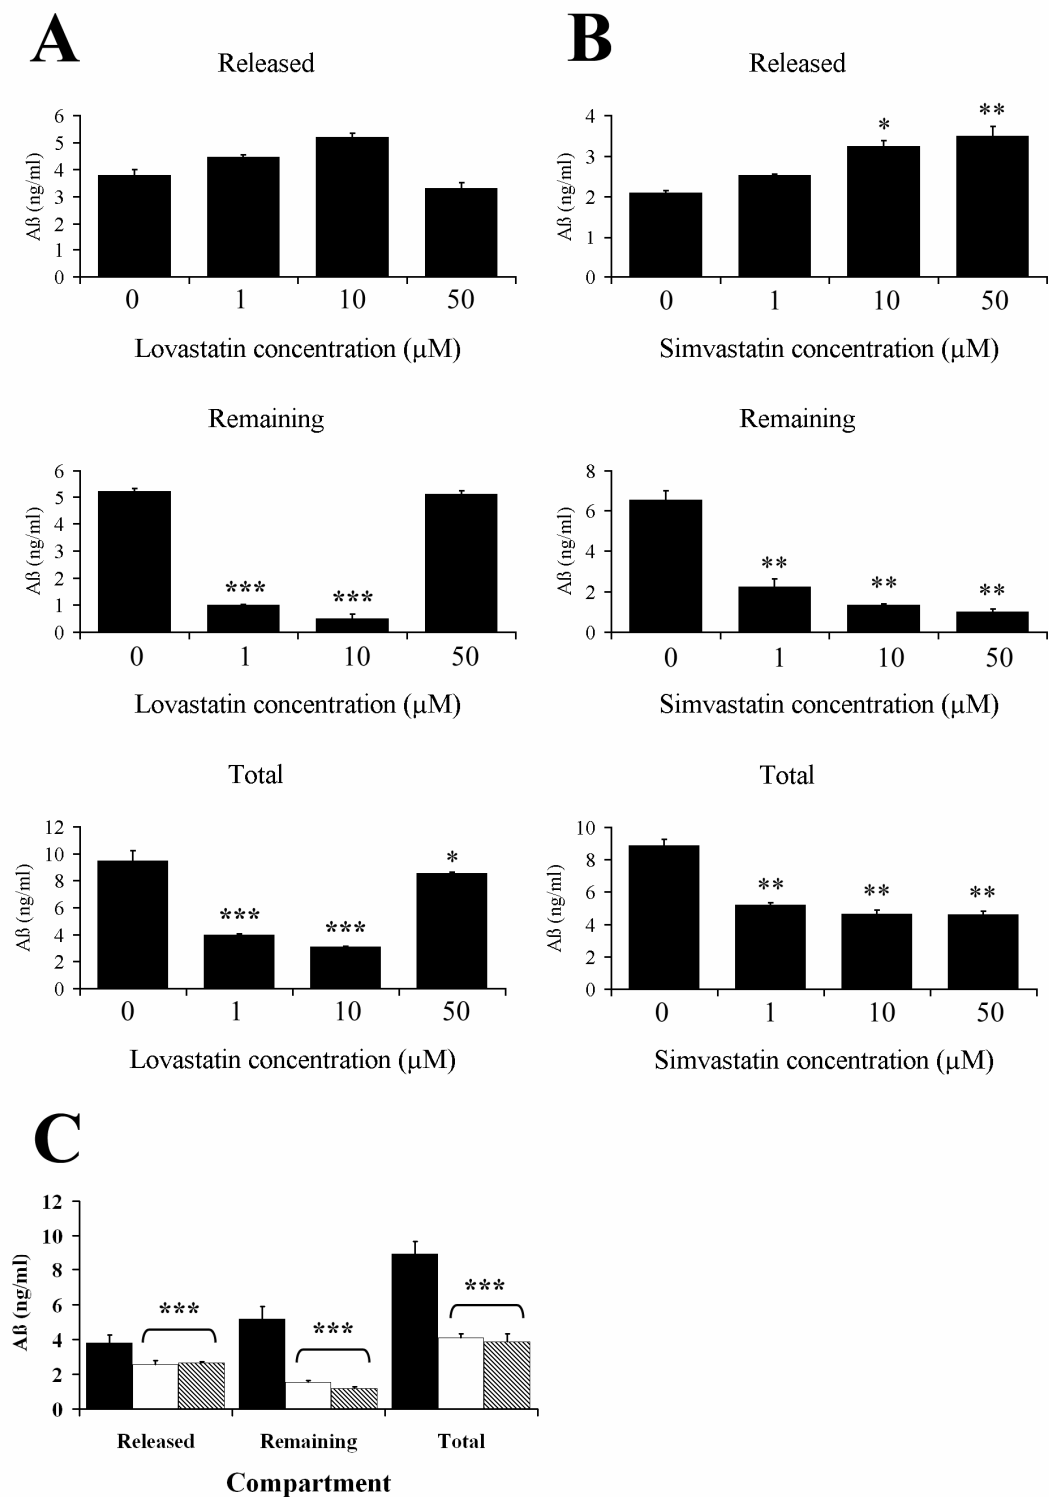 A
Released
6
5
4
3
2
1
0
Aß (ng/ml)
0 1 10 50
Lovastatin concentration (µM)
Remaining
6
5
4
3
2
1
0
Aß (ng/ml)
*** ***
0 1 10 50
Lovastatin concentration (µM)
Total
12
10
8
6
4
2
0
Aß (ng/ml)
*** *** *
0 1 10 50
Lovastatin concentration (µM)
B
Released
4
3
2
1
0
Aß (ng/ml)
* **
0 1 10 50
Simvastatin concentration (µM)
Remaining
8
6
4
2
0
Aß (ng/ml)
** ** **
0 1 10 50
Simvastatin concentration (µM)
Total
10
8
6
4
2
0
Aß (ng/ml)
** ** **
0 1 10 50
Simvastatin concentration (µM)
C
12
10
8
6
4
2
0
Aß (ng/ml)
*** *** ***
Released Remaining Total
Compartment